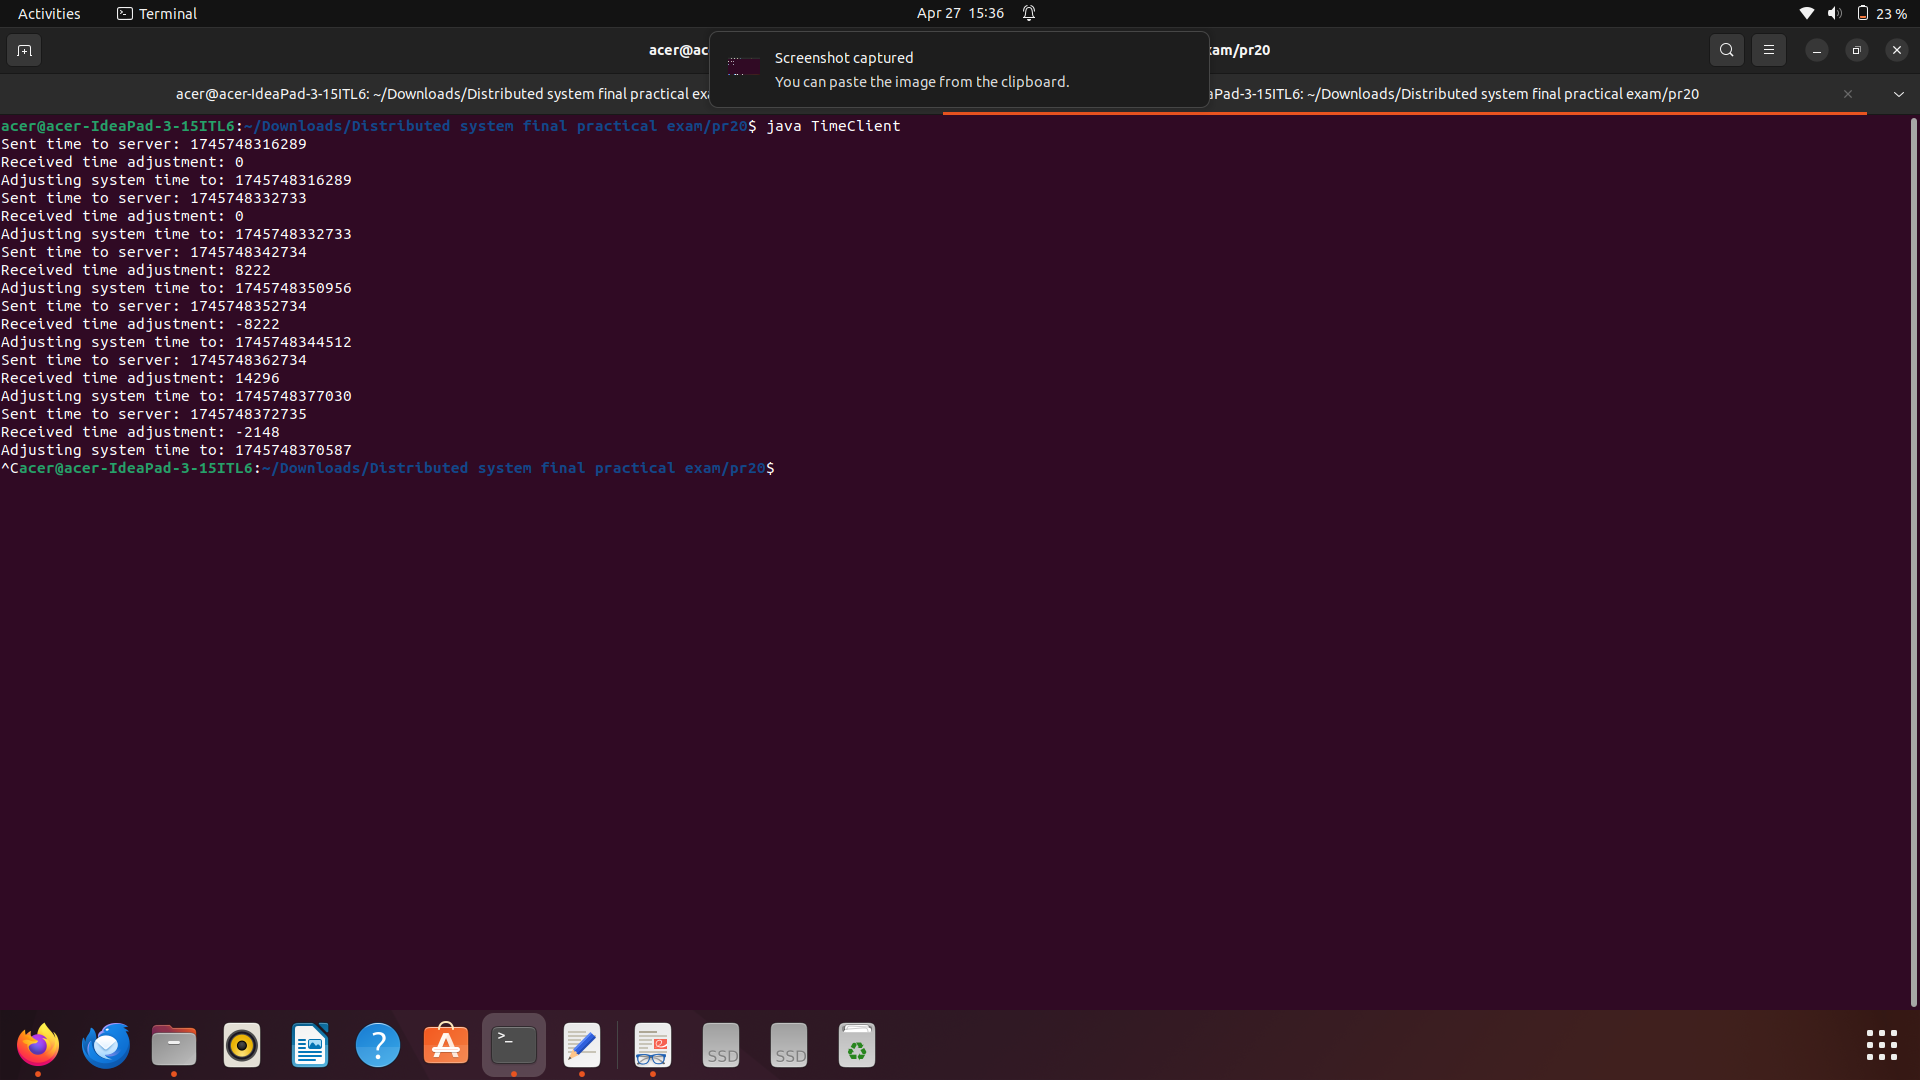 Activities
Terminal
Apr 27 15:36
23 %
acer@ac
xam/pr20
Screenshot captured
You can paste the image from the clipboard.
acer@acer-IdeaPad-3-15ITL6: ~/Downloads/Distributed system final practical exa
aPad-3-15ITL6: ~/Downloads/Distributed system final practical exam/pr20
acer@acer-IdeaPad-3-15ITL6:~/Downloads/Distributed system final practical exam/pr20$ java TimeClient
Sent time to server: 1745748316289
Received time adjustment: 0
Adjusting system time to: 1745748316289
Sent time to server: 1745748332733
Received time adjustment: 0
Adjusting system time to: 1745748332733
Sent time to server: 1745748342734
Received time adjustment: 8222
Adjusting system time to: 1745748350956
Sent time to server: 1745748352734
Received time adjustment: -8222
Adjusting system time to: 1745748344512
Sent time to server: 1745748362734
Received time adjustment: 14296
Adjusting system time to: 1745748377030
Sent time to server: 1745748372735
Received time adjustment: -2148
Adjusting system time to: 1745748370587
^Cacer@acer-IdeaPad-3-15ITL6:~/Downloads/Distributed system final practical exam/pr20$
>_
?
SSD
SSD